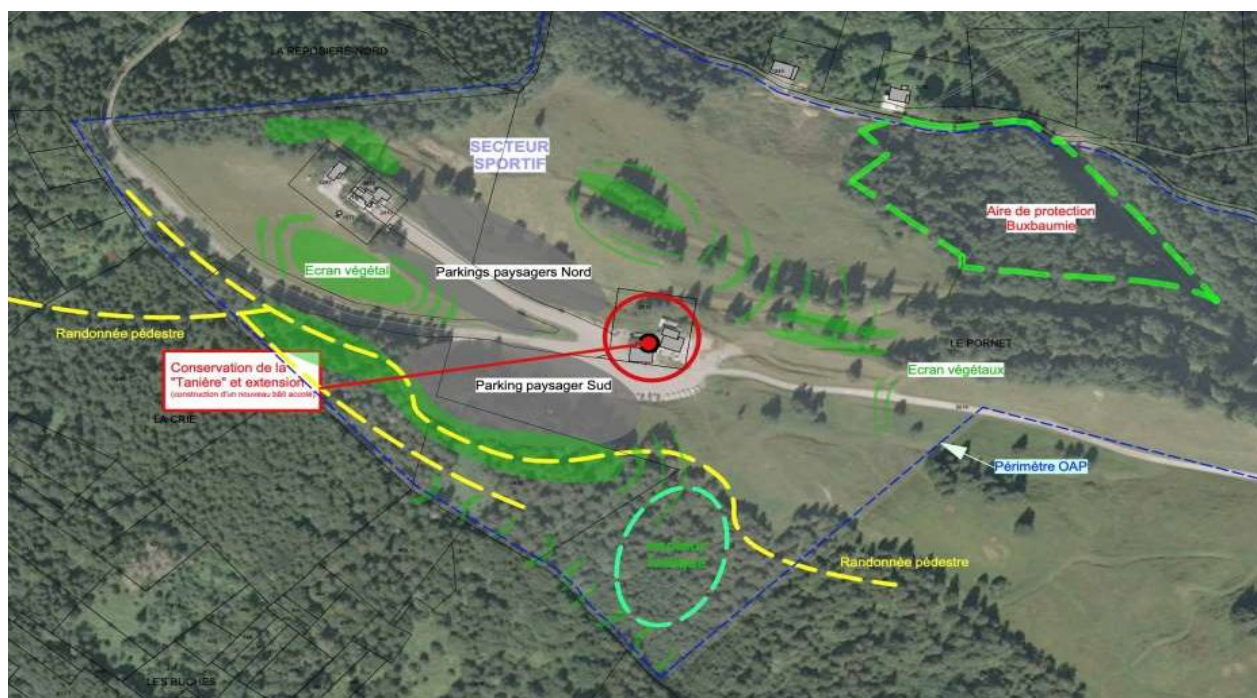 LA REPOSIERE-NORD
SECTEUR
SPORTIF
Aire de protection
Buxbaumie
Ecran végétal
Parkings paysagers Nord
Randonnée pédestre
LE PORNET
Ecran végétaux
Conservation de la
"Tanière" et extension
(construction d'un nouveau bâti accolé)
Parking paysager Sud
LA CRIE
Périmètre OAP
Randonnée pédestre
LES BUCHES